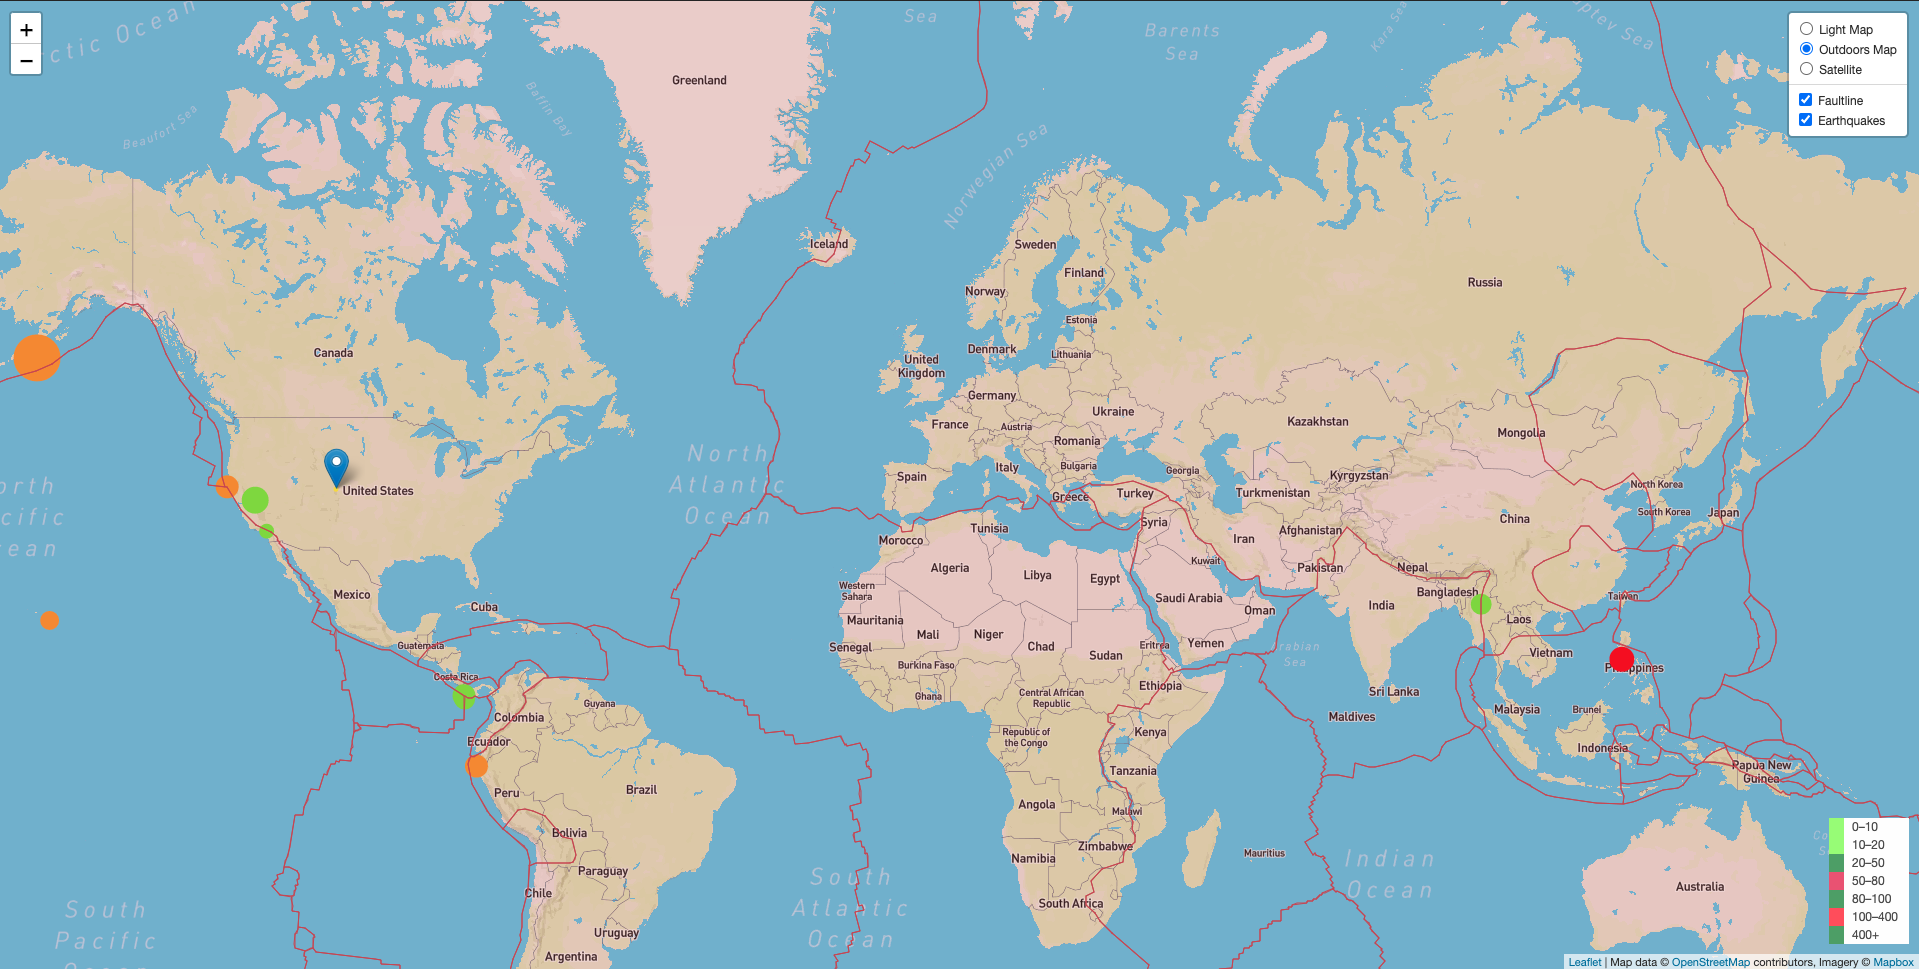 +
−
Light Map
Outdoors Map
Satellite
Faultline
Earthquakes
ctic Ocean
Sea
Barents
Sea
Kara Sea
ptev Sea
Greenland
Baffin Bay
Beaufort Sea
Norwegian Sea
Iceland
Sweden
Finland
Norway
Russia
Estonia
Canada
United
Kingdom
Denmark
Lithuania
Germany
Ukraine
France
Austria
Romania
Kazakhstan
Mongolia
North
Atlantic
Ocean
Spain
Italy
Bulgaria
Georgia
Kyrgyzstan
orth
cific
ean
United States
Greece
Turkey
Turkmenistan
North Korea
South Korea
Japan
China
Morocco
Tunisia
Syria
Iran
Afghanistan
Algeria
Libya
Egypt
Kuwait
Pakistan
Nepal
Western
Sahara
Mexico
Cuba
Saudi Arabia
Oman
India
Bangladesh
Taiwan
Laos
Mauritania
Mali
Niger
Chad
Sudan
Eritrea
Yemen
rabian
Sea
Vietnam
Philippines
Guatemala
Senegal
Burkina Faso
Costa Rica
Ghana
Central African
Republic
Ethiopia
Sri Lanka
Maldives
Malaysia
Brunei
Guyana
Colombia
Republic of
the Congo
Kenya
Ecuador
Indonesia
Papua New
Guinea
Tanzania
Peru
Brazil
Angola
Malawi
Bolivia
Zimbabwe
Namibia
Mauritius
Indian
Ocean
Paraguay
Chile
South
Atlantic
Ocean
South Africa
Australia
South
Pacific
Ocean
Uruguay
Argentina
Co
S
0–10
10–20
20–50
50–80
80–100
100–400
400+
Leaflet | Map data © OpenStreetMap contributors, Imagery © Mapbox